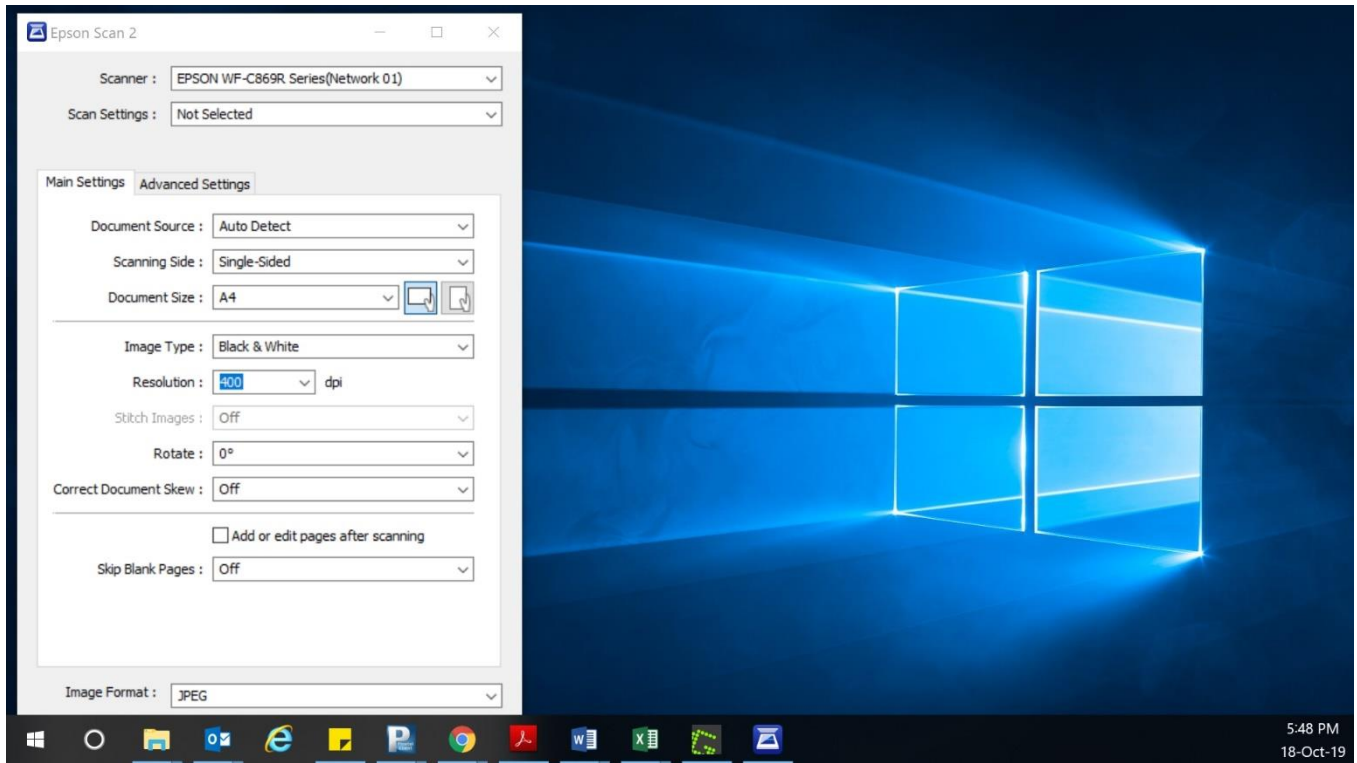 Epson Scan 2
Scanner : EPSON WF-C869R Series(Network 01)
Scan Settings : Not Selected
Main Settings Advanced Settings
Document Source : Auto Detect
Scanning Side : Single-Sided
Document Size : A4
Image Type : Black & White
Resolution : 400 dpi
Stitch Images : Off
Rotate : 0°
Correct Document Skew : Off
Add or edit pages after scanning
Skip Blank Pages : Off
Image Format : JPEG
5:48 PM
18-Oct-19